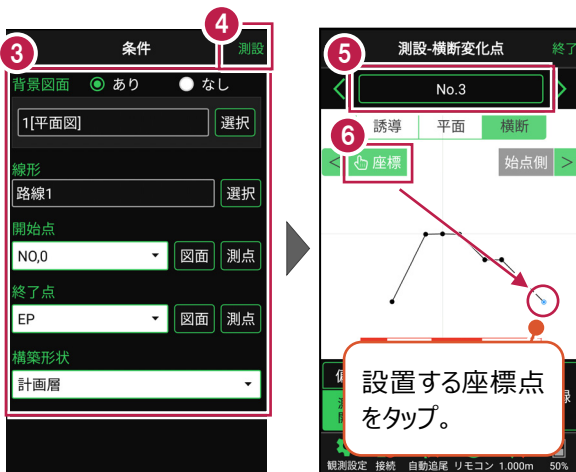 3
条件
4
測設
背景図面
あり
なし
1[平面図]
選択
線形
路線1
選択
開始点
NO,0
図面
測点
終了点
EP
図面
測点
構築形状
計画層
5
測設-横断変化点
終了
<
No.3
>
6
誘導
平面
横断
<
座標
始点側
>
設置する座標点
をタップ。
観測設定
接続
自動追尾
リモコン
1.000m
50%